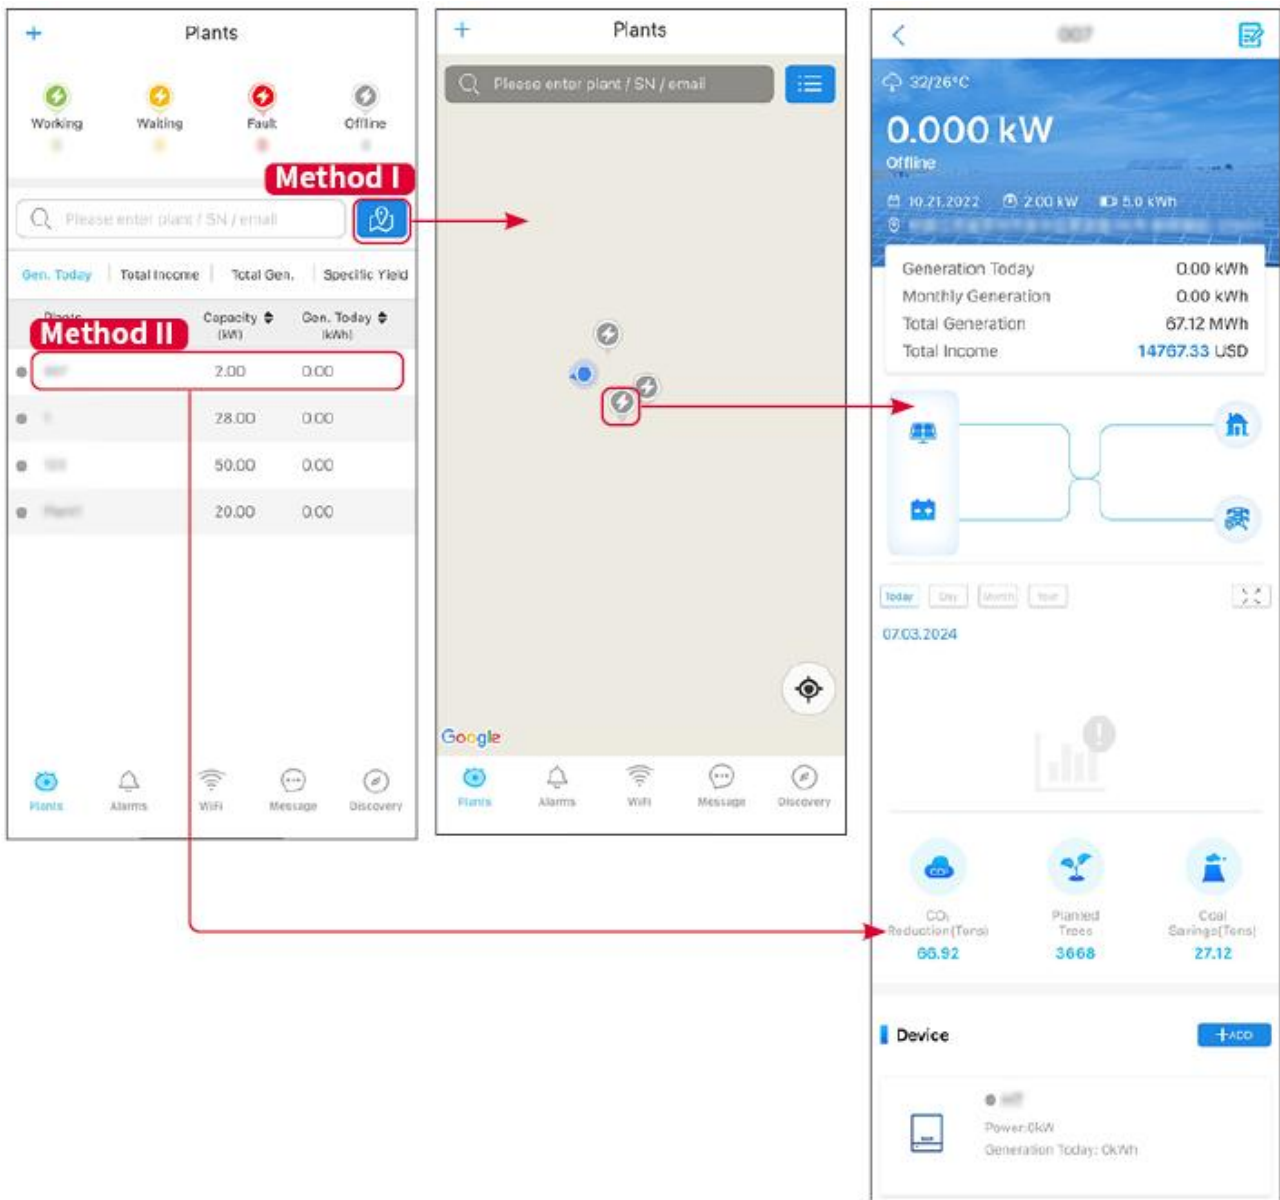 Plants
Working
Waiting
Fault
Offline
Method I
Please enter plant / SN / email
Gen. Today
Total Income
Total Gen.
Specific Yield
Plants
Capacity
(kW)
Gen. Today
(kWh)
Method II
2.00
0.00
28.00
0.00
50.00
0.00
20.00
0.00
Plants
Alarms
WiFi
Message
Discovery
Plants
Please enter plant / SN / email
Google
Plants
Alarms
WiFi
Message
Discovery
007
32/26°C
0.000 kW
Offline
10.21.2022
2.00 kW
5.0 kWh
Generation Today
0.00 kWh
Monthly Generation
0.00 kWh
Total Generation
67.12 MWh
Total Income
14767.33 USD
Today
Day
Month
Year
07.03.2024
CO₂
Reduction(Tons)
66.92
Planted
Trees
3668
Coal
Savings(Tons)
27.12
Device
+ADD
Power:0kW
Generation Today: 0kWh